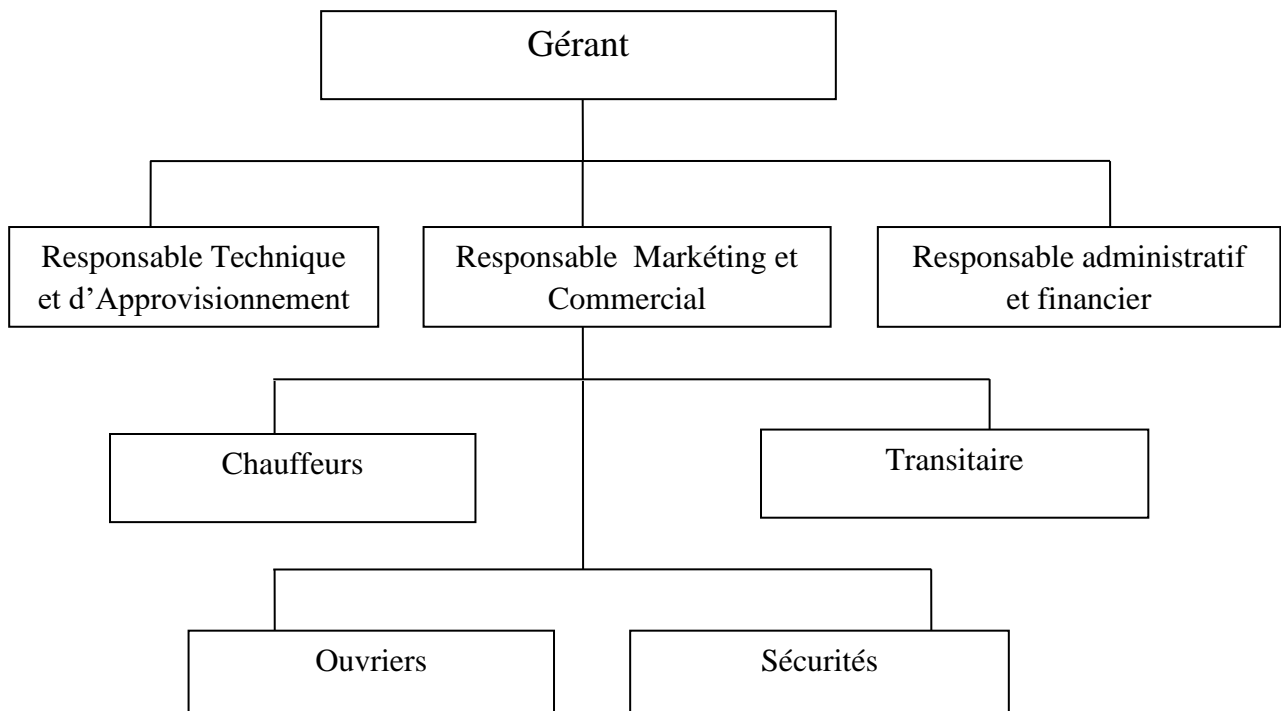 Gérant
Responsable Technique
et d’Approvisionnement
Responsable Markéting et
Commercial
Responsable administratif
et financier
Chauffeurs
Transitaire
Ouvriers
Sécurités